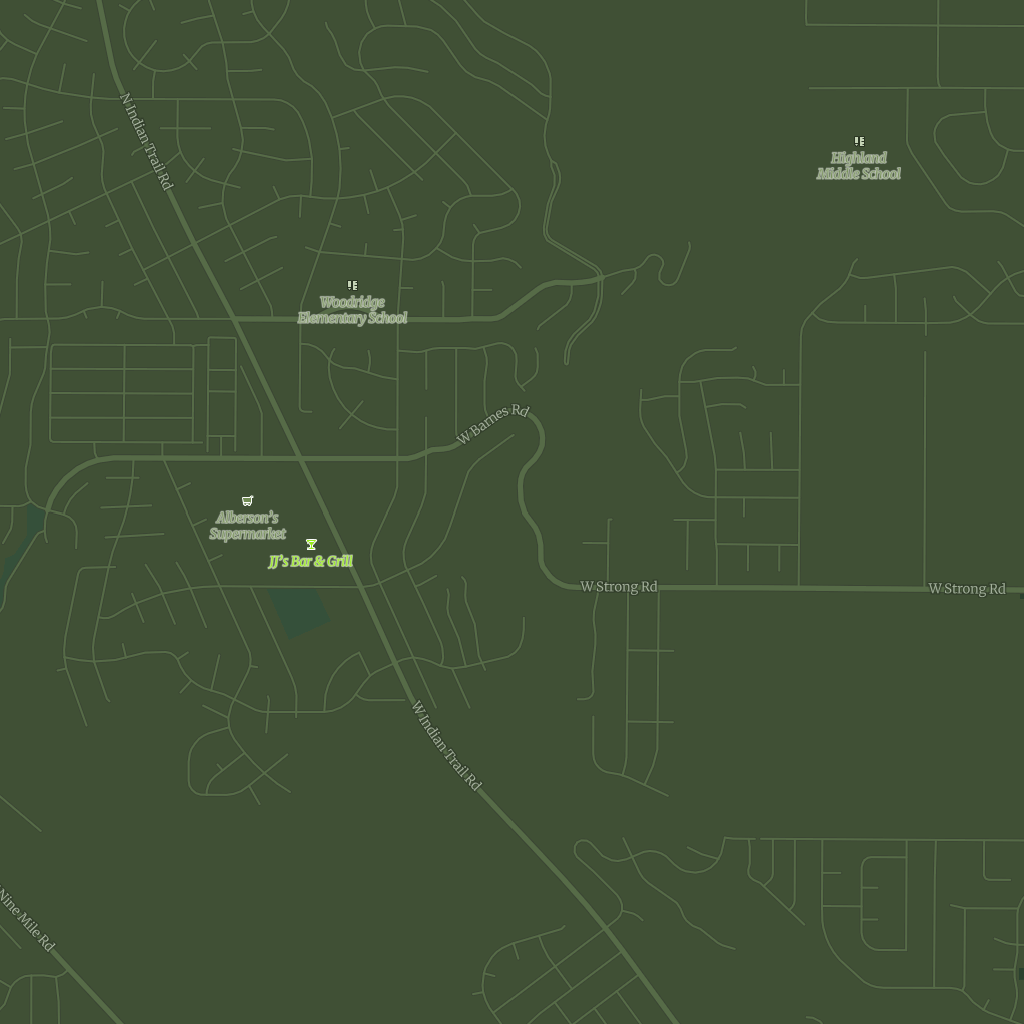 N Indian Trail Rd
Highland
Middle School
Woodridge
Elementary School
W Barnes Rd
Alberson's
Supermarket
JJ's Bar & Grill
W Strong Rd
W Strong Rd
W Indian Trail Rd
Nine Mile Rd